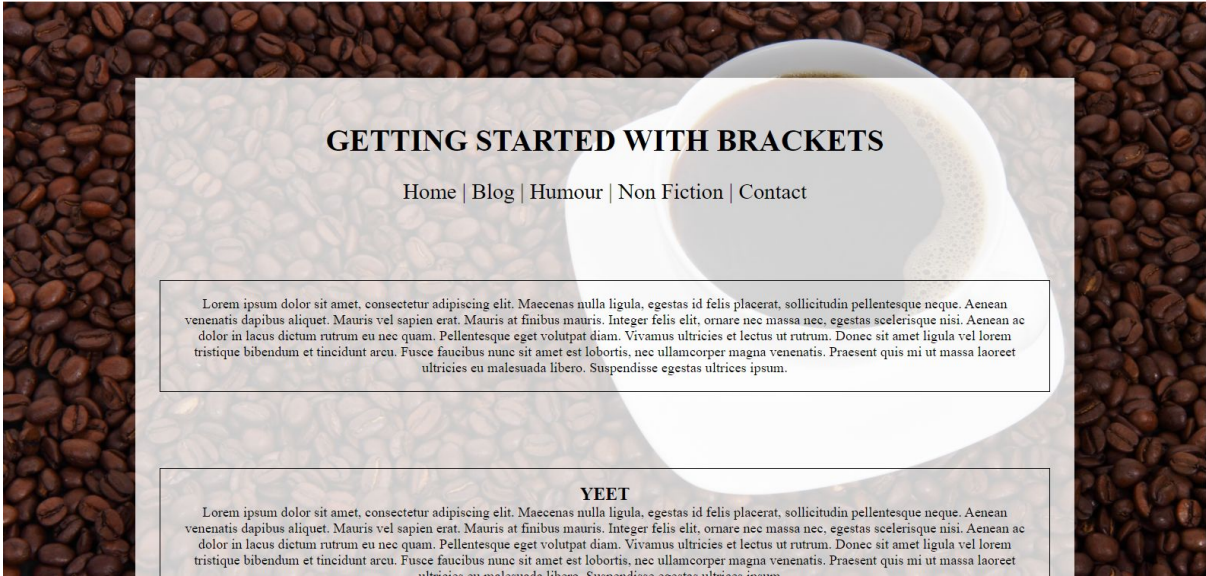 GETTING STARTED WITH BRACKETS
Home | Blog | Humour | Non Fiction | Contact
Lorem ipsum dolor sit amet, consectetur adipiscing elit. Maecenas nulla ligula, egestas id felis placerat, sollicitudin pellentesque neque. Aenean
venenatis dapibus aliquet. Mauris vel sapien erat. Mauris at finibus mauris. Integer felis elit, ornare nec massa nec, egestas scelerisque nisi. Aenean ac
dolor in lacus dictum rutrum eu nec quam. Pellentesque eget volutpat diam. Vivamus ultricies et lectus ut rutrum. Donec sit amet ligula vel lorem
tristique bibendum et tincidunt arcu. Fusce faucibus nunc sit amet est lobortis, nec ullamcorper magna venenatis. Praesent quis mi ut massa laoreet
ultricies eu malesuada libero. Suspendisse egestas ultrices ipsum.
YEET
Lorem ipsum dolor sit amet, consectetur adipiscing elit. Maecenas nulla ligula, egestas id felis placerat, sollicitudin pellentesque neque. Aenean
venenatis dapibus aliquet. Mauris vel sapien erat. Mauris at finibus mauris. Integer felis elit, ornare nec massa nec, egestas scelerisque nisi. Aenean ac
dolor in lacus dictum rutrum eu nec quam. Pellentesque eget volutpat diam. Vivamus ultricies et lectus ut rutrum. Donec sit amet ligula vel lorem
tristique bibendum et tincidunt arcu. Fusce faucibus nunc sit amet est lobortis, nec ullamcorper magna venenatis. Praesent quis mi ut massa laoreet
ultricies eu malesuada libero. Suspendisse egestas ultrices ipsum.